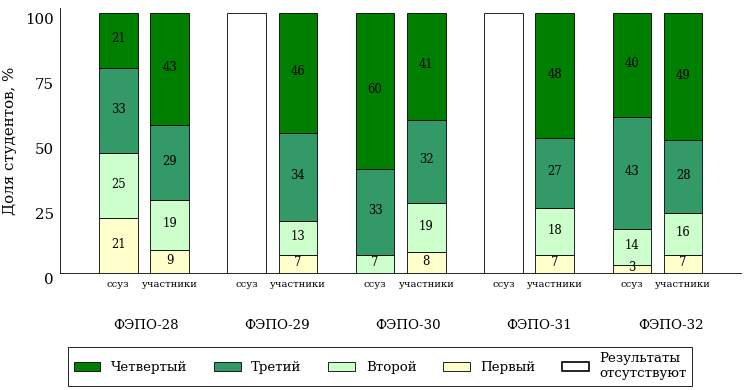 Доля студентов, %
100
75
50
25
0
21 33 25 21
43 29 19 9
46 34 13 7
60 33 7
41 32 19 8
48 27 18 7
40 43 14 3
49 28 16 7
ссуз участники ссуз участники ссуз участники ссуз участники ссуз участники
ФЭПО-28 ФЭПО-29 ФЭПО-30 ФЭПО-31 ФЭПО-32
Четвертый Третий Второй Первый Результаты
отсутствуют